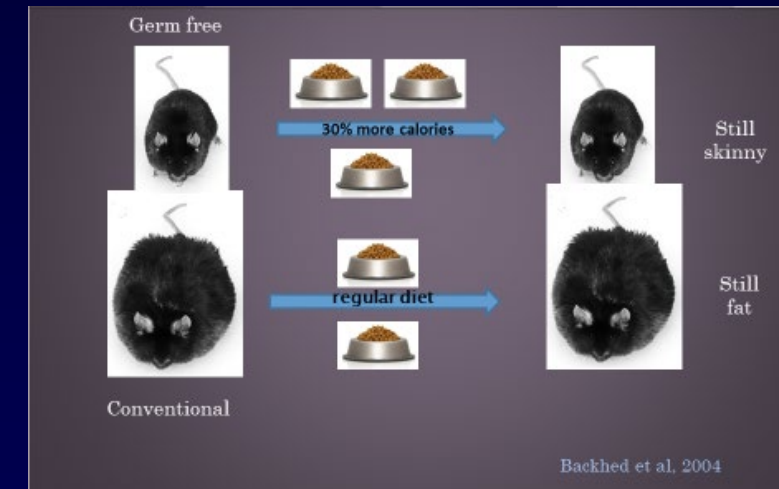 Germ free
30% more calories
Still
skinny
regular diet
Still
fat
Conventional
Backhed et al, 2004